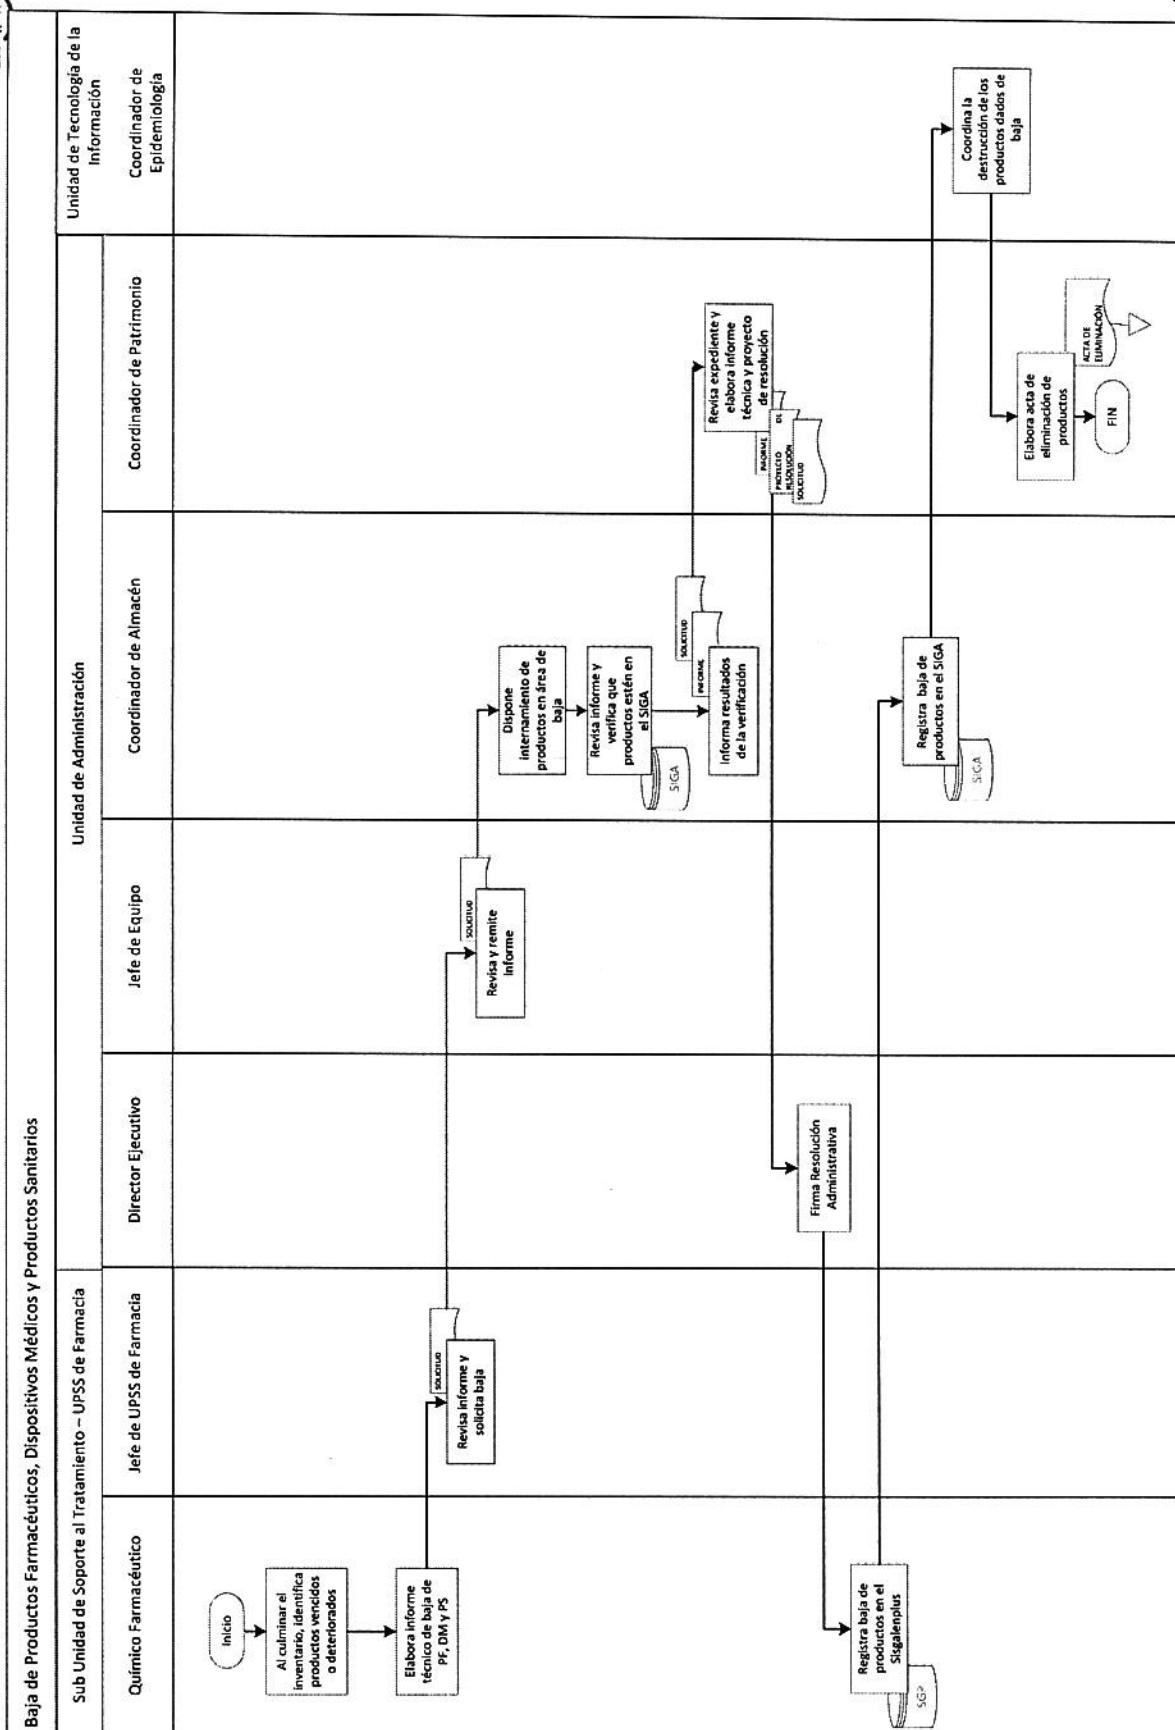 Baja de Productos Farmacéuticos, Dispositivos Médicos y Productos Sanitarios
Sub Unidad de Soporte al Tratamiento – UPSS de Farmacia
Unidad de Administración
Unidad de Tecnología de la
Información
Químico Farmacéutico
Jefe de UPSS de Farmacia
Director Ejecutivo
Jefe de Equipo
Coordinador de Almacén
Coordinador de Patrimonio
Coordinador de
Epidemiología
Inicio
Al culminar el
inventario, identifica
productos vencidos
o deteriorados
Elabora informe
técnico de baja de
PF, DM y PS
SOLICITUD
Revisa informe y
solicita baja
SOLICITUD
Revisa y remite
Informe
Dispone
internamiento de
productos en área de
baja
Revisa informe y
verifica que
productos estén en
el SIGA
SIGA
SOLICITUD
INFORME
Informa resultados
de la verificación
Revisa expediente y
elabora informe
técnica y proyecto
de resolución
INFORME
PROYECTO DE
RESOLUCIÓN
SOLICITUD
Firma Resolución
Administrativa
Registra baja de
productos en el
Sisgalenplus
SGP
Registra baja de
productos en el SIGA
SIGA
Coordina la
destrucción de los
productos dados de
baja
Elabora acta de
eliminación de
productos
ACTA DE
ELIMINACIÓN
FIN